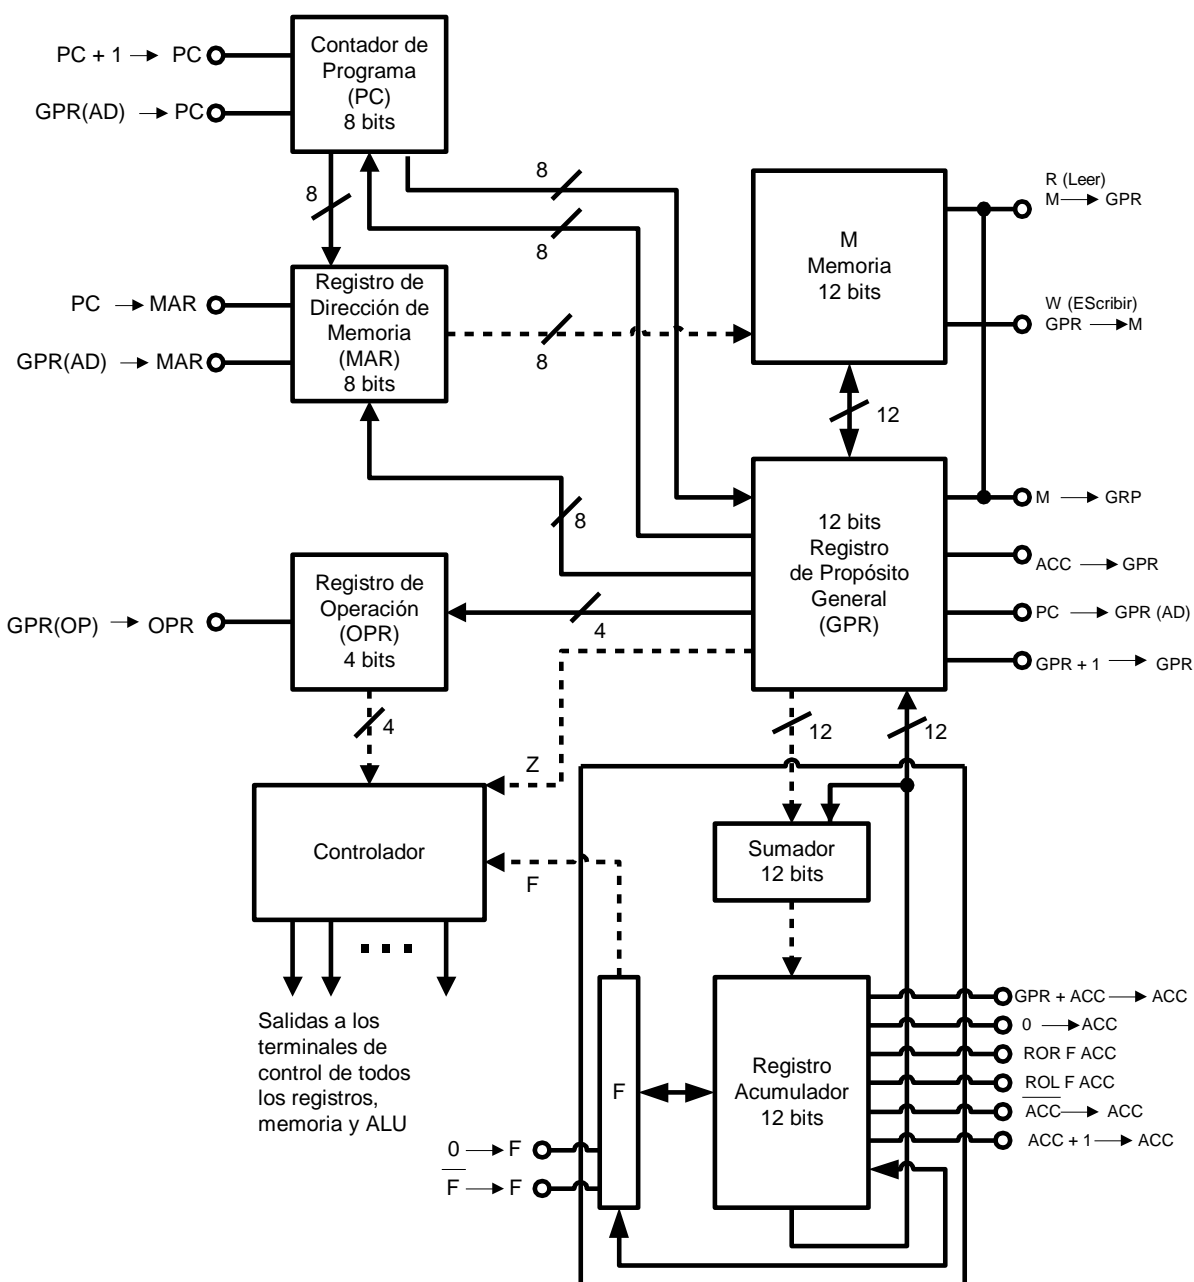 PC + 1 → PC
GPR(AD) → PC
Contador de
Programa
(PC)
8 bits
8
8
8
R (Leer)
M → GPR
M
Memoria
12 bits
W (EScribir)
GPR → M
PC → MAR
GPR(AD) → MAR
Registro de
Dirección de
Memoria
(MAR)
8 bits
8
12
8
12 bits
Registro
de Propósito
General
(GPR)
M → GRP
ACC → GPR
PC → GPR (AD)
GPR + 1 → GPR
GPR(OP) → OPR
Registro de
Operación
(OPR)
4 bits
4
4
12
12
Z
Controlador
F
Sumador
12 bits
Salidas a los
terminales de
control de todos
los registros,
memoria y ALU
F
Registro
Acumulador
12 bits
GPR + ACC → ACC
0 → ACC
ROR F ACC
ROL F ACC
A̅C̅C̅ → ACC
ACC + 1 → ACC
0 → F
F̅ → F